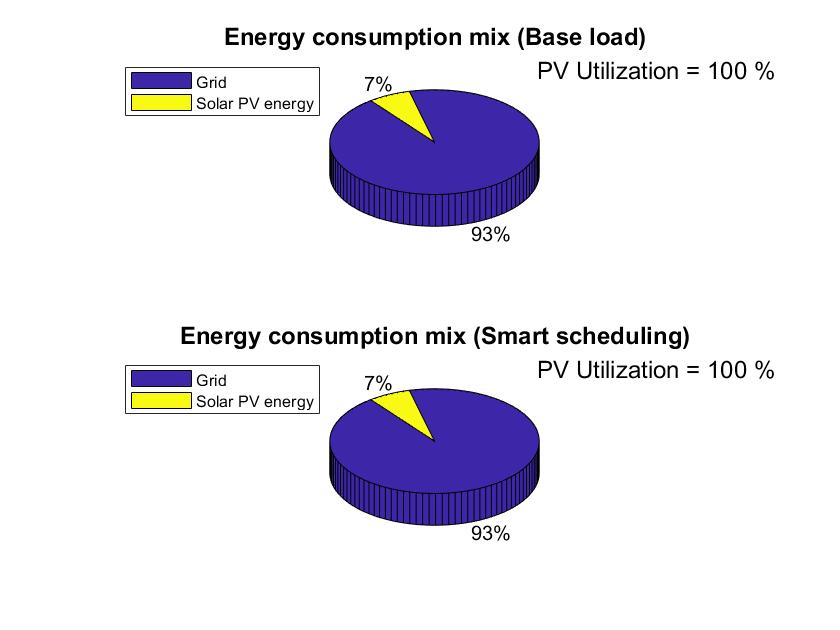 Energy consumption mix (Base load)
PV Utilization = 100 %
Grid
Solar PV energy
7%
93%
Energy consumption mix (Smart scheduling)
PV Utilization = 100 %
Grid
Solar PV energy
7%
93%